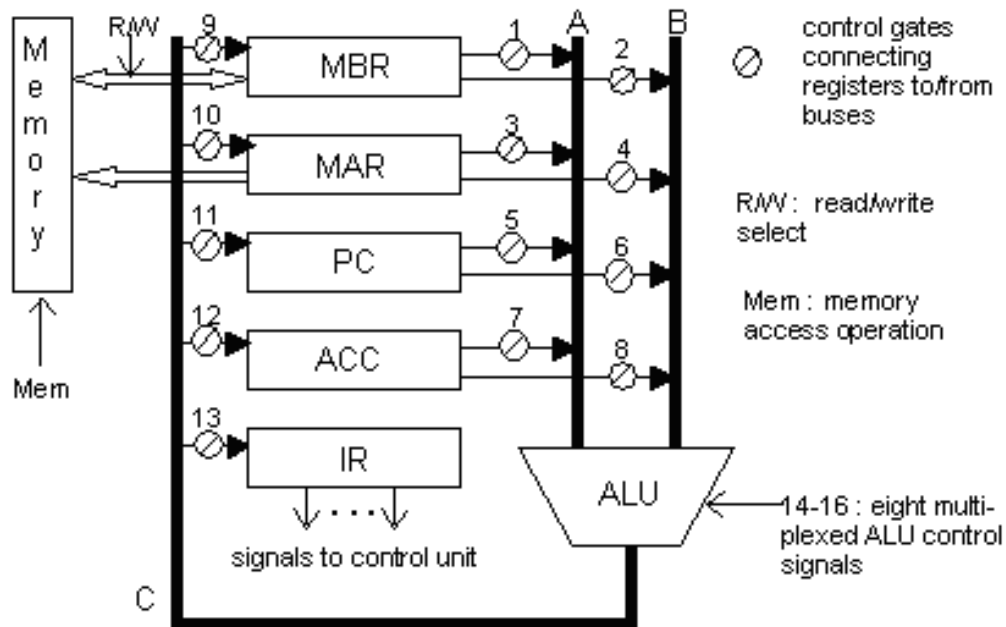 Memory
R/W
9
1
A
B
MBR
2
10
3
MAR
4
11
5
PC
6
12
7
ACC
8
Mem
13
IR
ALU
signals to control unit
C
control gates
connecting
registers to/from
buses
R/W : read/write
select
Mem : memory
access operation
14-16 : eight multi-
plexed ALU control
signals